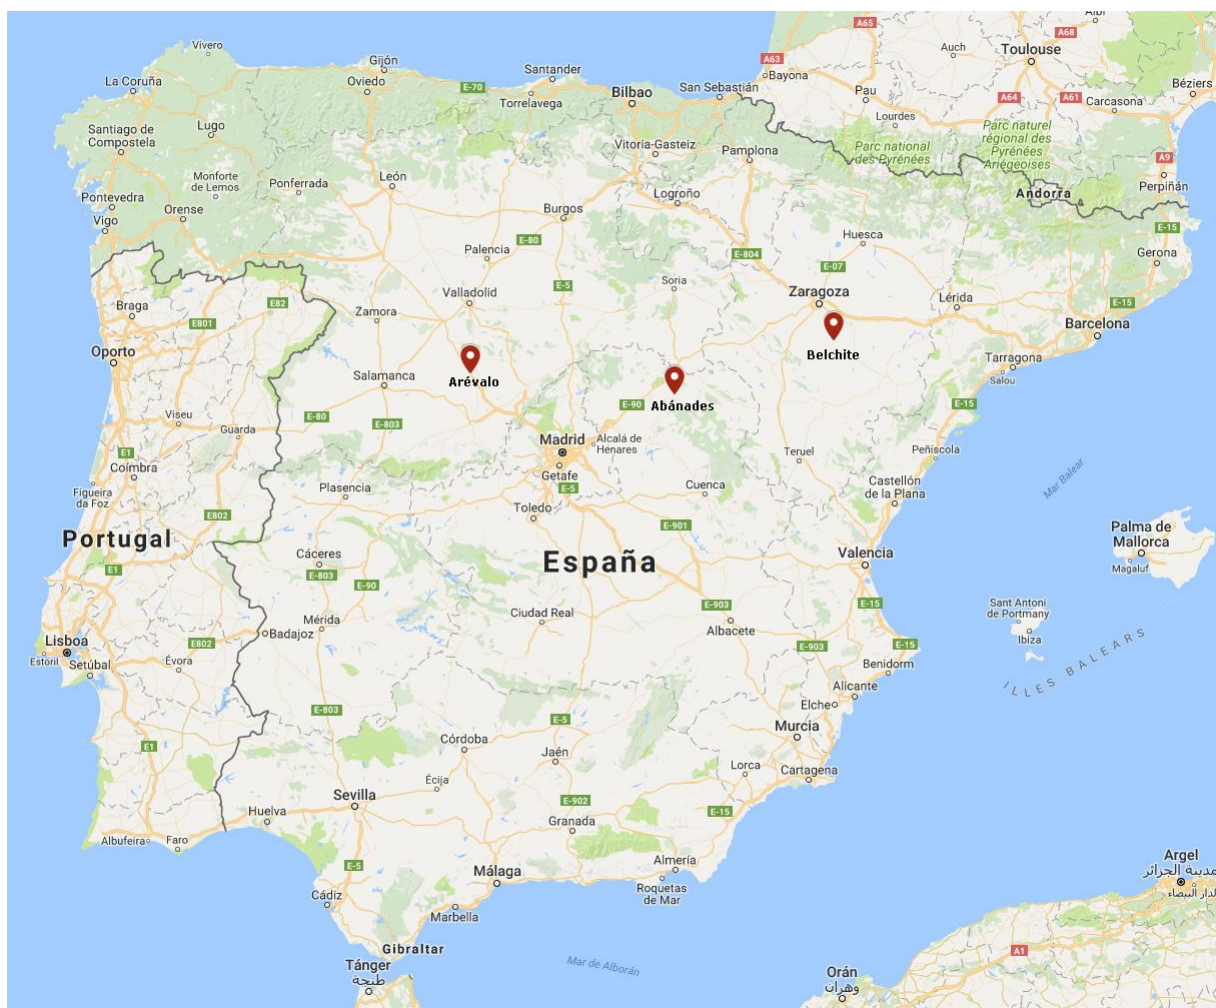 Vivero
Gijón
La Coruña
Oviedo
E-70
Santander
Torrelavega
Bilbao
San Sebastián
A63
Bayona
A65
Auch
A68
Albi
Toulouse
Béziers
Pau
A64
A61
Carcasona
Lourdes
Santiago de
Compostela
Lugo
Vitoria-Gasteiz
Pamplona
Parc national
des Pyrénées
Parc naturel
régional des
Pyrénées
Ariégeoises
A9
Perpiñán
Andorra
Monforte
de Lemos
Ponferrada
León
Logroño
Pontevedra
Vigo
Orense
Burgos
E-15
Palencia
E-80
E-804
Huesca
Gerona
E-07
Braga
E82
E801
Zamora
Valladolid
E-5
Soria
Zaragoza
Lérida
E-15
Barcelona
Oporto
Belchite
Tarragona
Salou
Salamanca
Arévalo
Abánades
E-90
E-15
Viseu
Guarda
E-80
E-803
Madrid
Alcalá de
Henares
E1
Coímbra
Getafe
Teruel
Peñíscola
Figueira
da Foz
Plasencia
E-5
Cuenca
Castellón
de la Plana
Mar Balear
E802
Toledo
E-901
Portugal
España
Valencia
Palma de
Mallorca
Magaluf
E1
Cáceres
E-803
E-90
E-903
E-15
Ciudad Real
Sant Antoni
de Portmany
Ibiza
Mérida
Badajoz
Albacete
E-903
E-15
ILLES BALEARS
Lisboa
Estoril
Setúbal
E802
Évora
Benidorm
Alicante
Elche
E-803
E-5
Murcia
E1
Córdoba
Jaén
Lorca
Cartagena
Écija
Sevilla
E-902
E-15
Huelva
Granada
Albufeira
Faro
E-5
Málaga
Almería
Roquetas
de Mar
Argel
مدينة الجزائر
الدار البيضاء
Cádiz
Marbella
Gibraltar
Mar de Alborán
A1
Tánger
طنجة
Orán
وهران